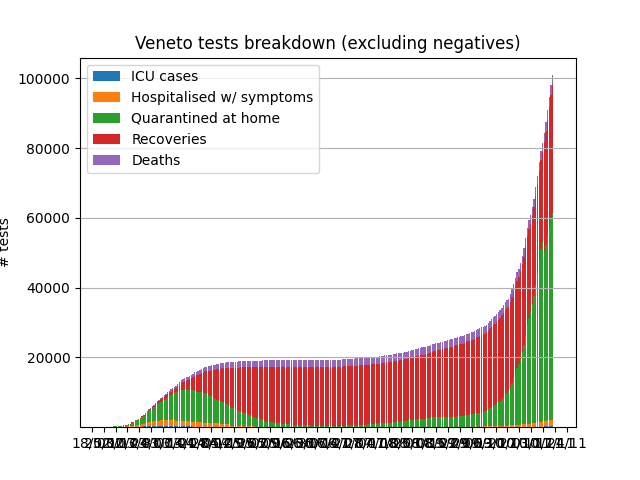 Veneto tests breakdown (excluding negatives)
ICU cases
Hospitalised w/ symptoms
Quarantined at home
Recoveries
Deaths
100000
80000
60000
40000
20000
# tests